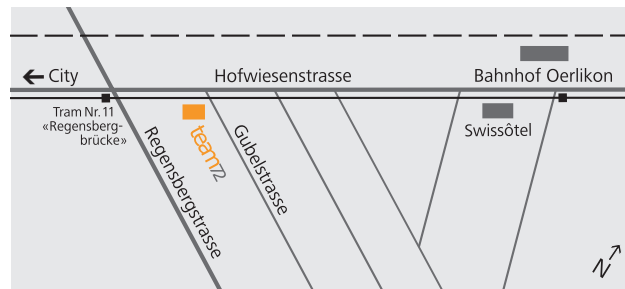 City
Hofwiesenstrasse
Bahnhof Oerlikon
Tram Nr. 11
«Regensberg-
brücke»
Regensbergstrasse
team72
Gubelstrasse
Swissôtel
N